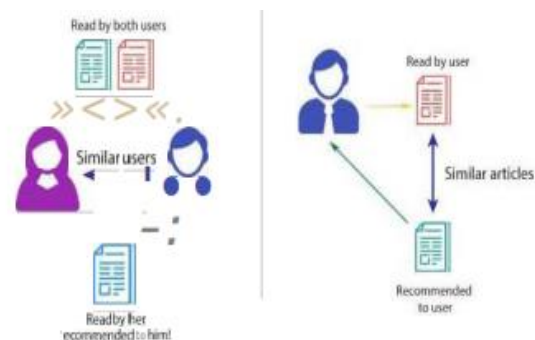 Read by both users
» < > «.
Similar users
Read by her
ecommended to him!
Read by user
Similar articles
Recommended
to user